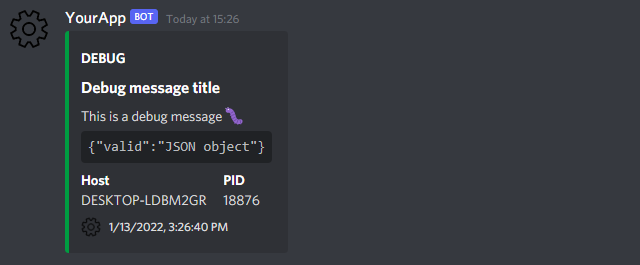 YourApp BOT Today at 15:26
DEBUG
Debug message title
This is a debug message 🐛
{"valid":"JSON object"}
Host PID
DESKTOP-LDBM2GR 18876
1/13/2022, 3:26:40 PM